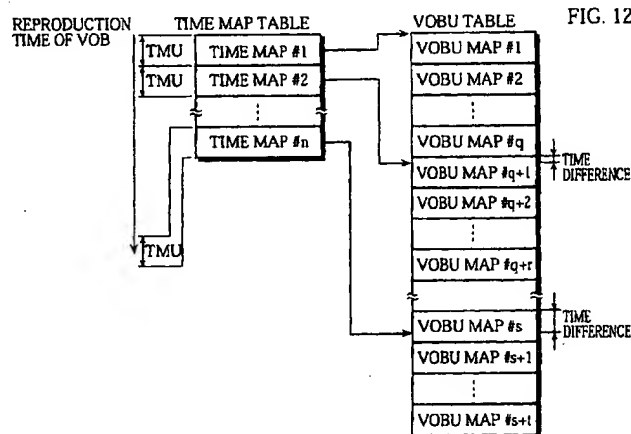 FIG. 12
REPRODUCTION
TIME OF VOB
TIME MAP TABLE
VOBU TABLE
TMU
TIME MAP #1
TMU
TIME MAP #2
TIME MAP #n
TMU
VOBU MAP #1
VOBU MAP #2
VOBU MAP #q
VOBU MAP #q+1
VOBU MAP #q+2
VOBU MAP #q+r
VOBU MAP #s
VOBU MAP #s+1
VOBU MAP #s+t
TIME
DIFFERENCE
TIME
DIFFERENCE